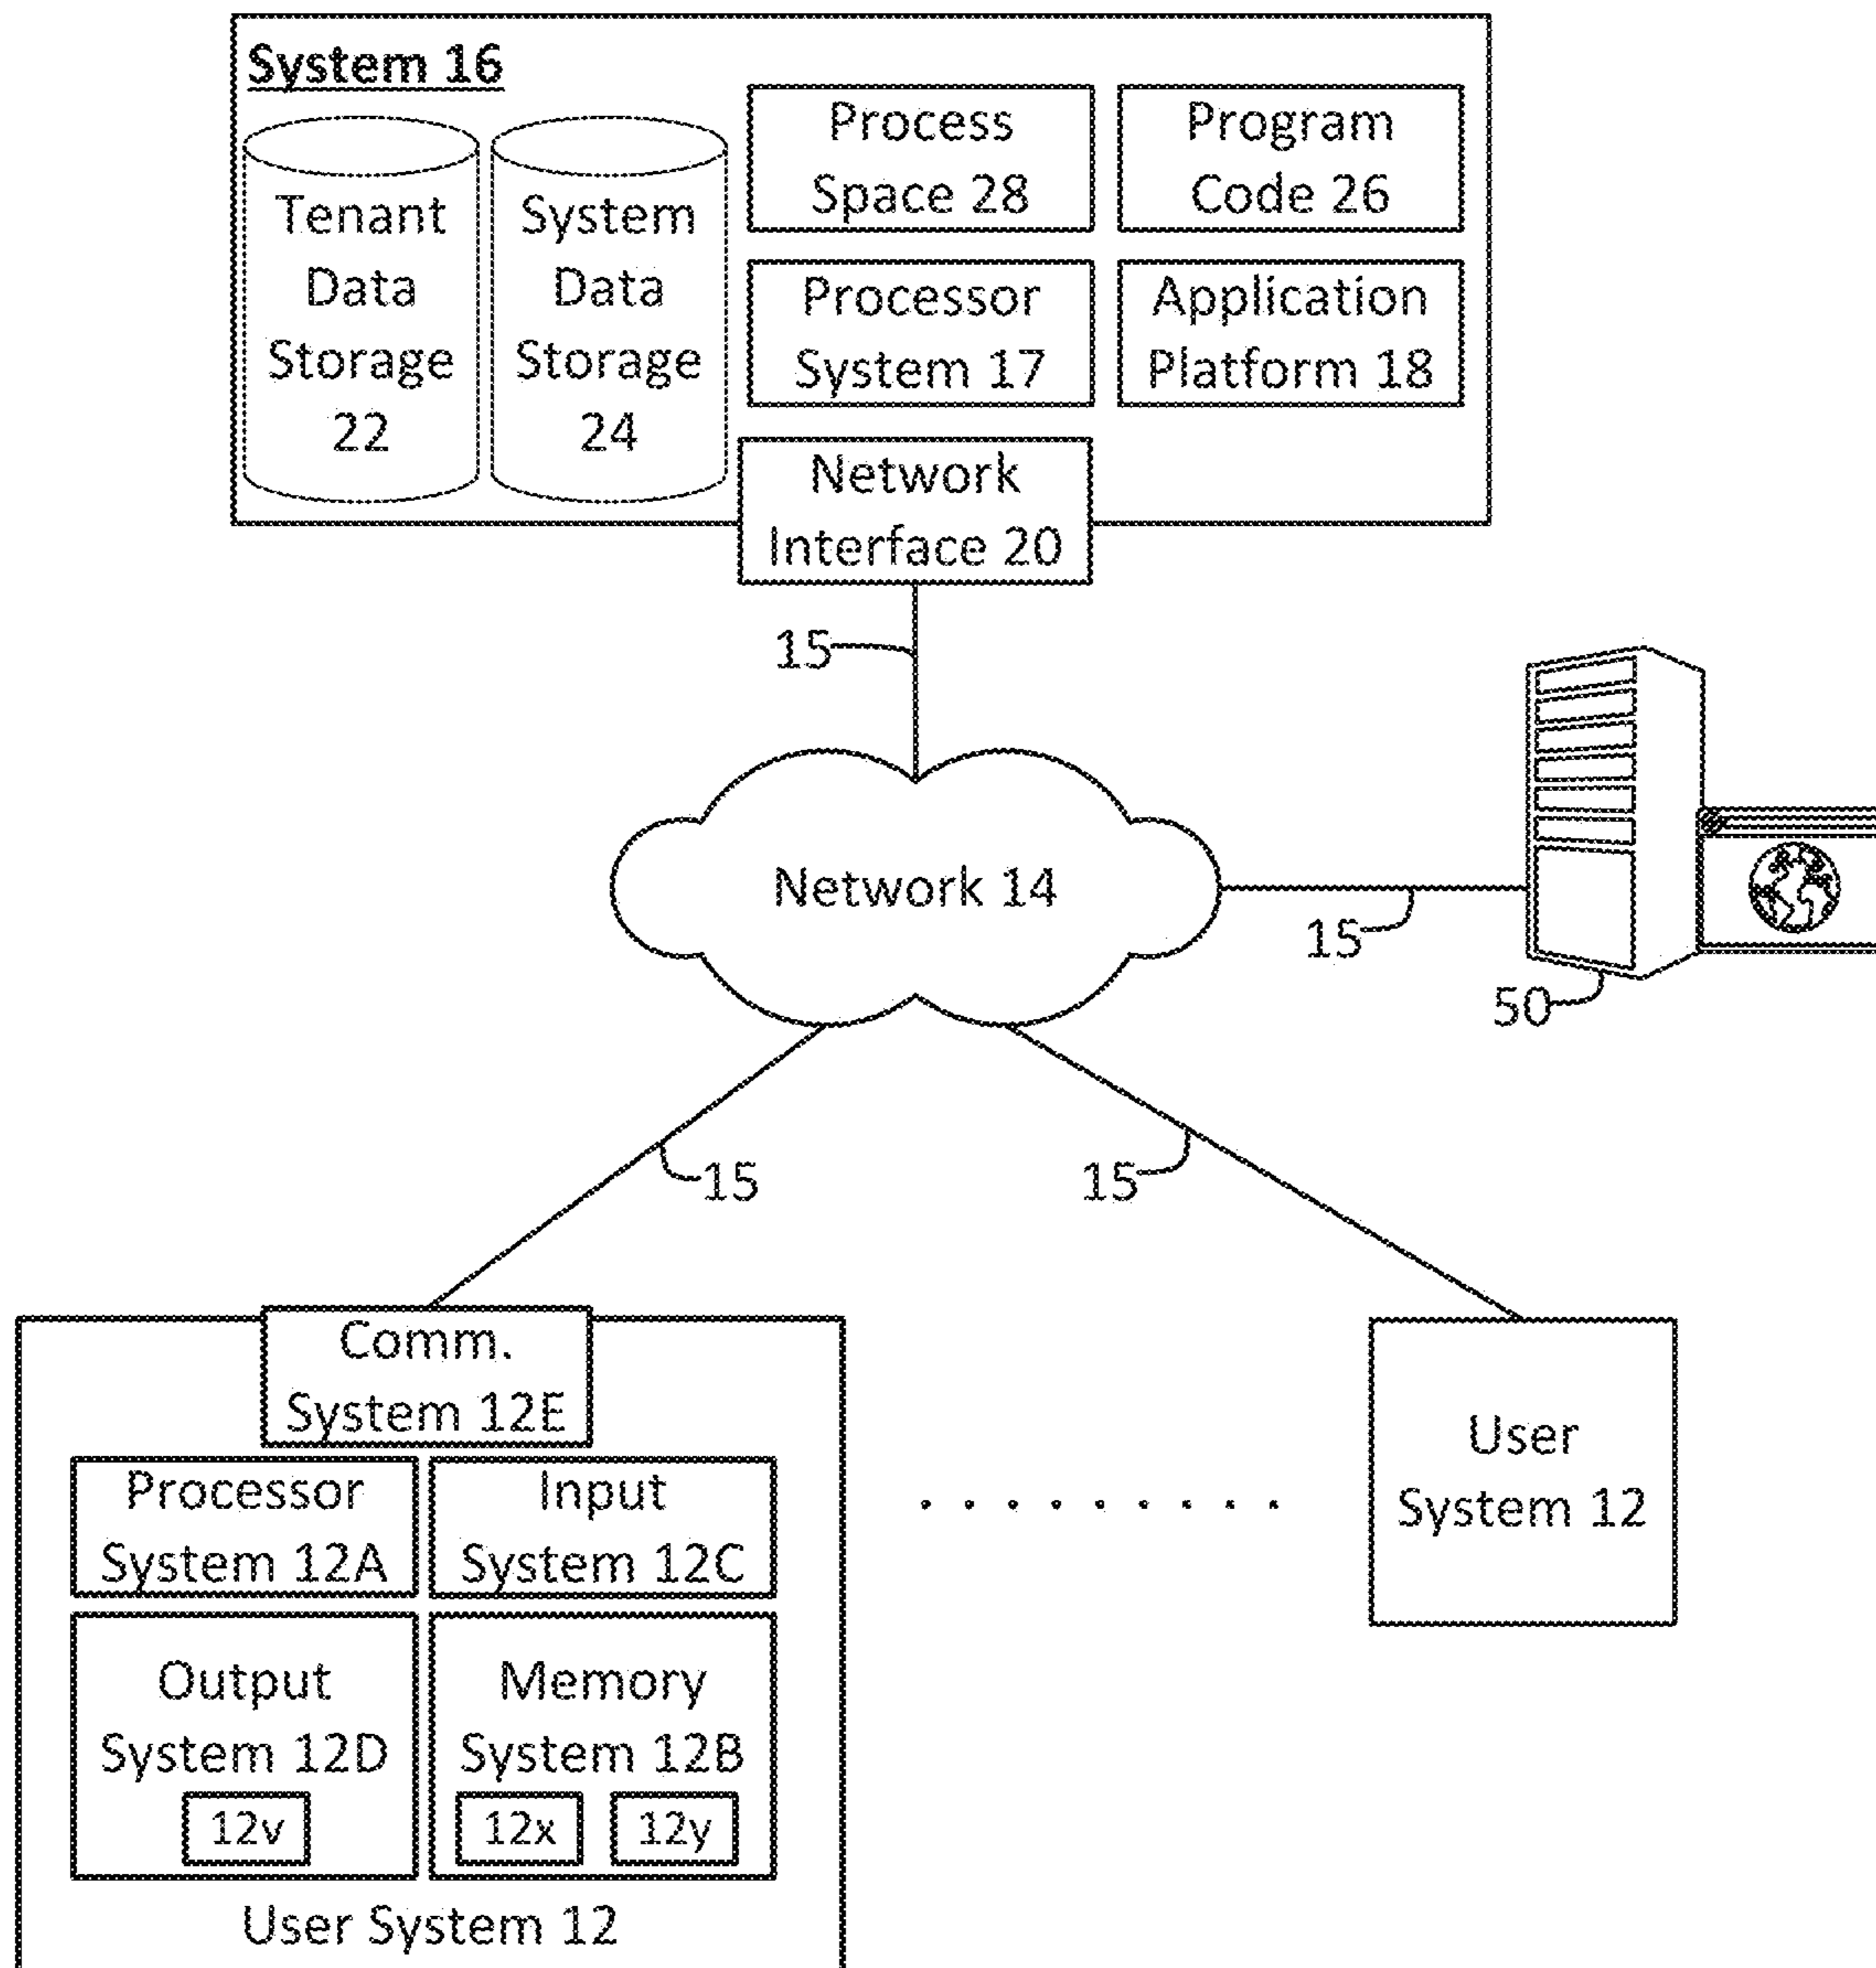 System 16
Tenant
Data
Storage
22
System
Data
Storage
24
Process
Space 28
Program
Code 26
Processor
System 17
Application
Platform 18
Network
Interface 20
15
Network 14
15
50
15
15
Comm.
System 12E
Processor
System 12A
Input
System 12C
Output
System 12D
12v
Memory
System 12B
12x
12y
User System 12
User
System 12